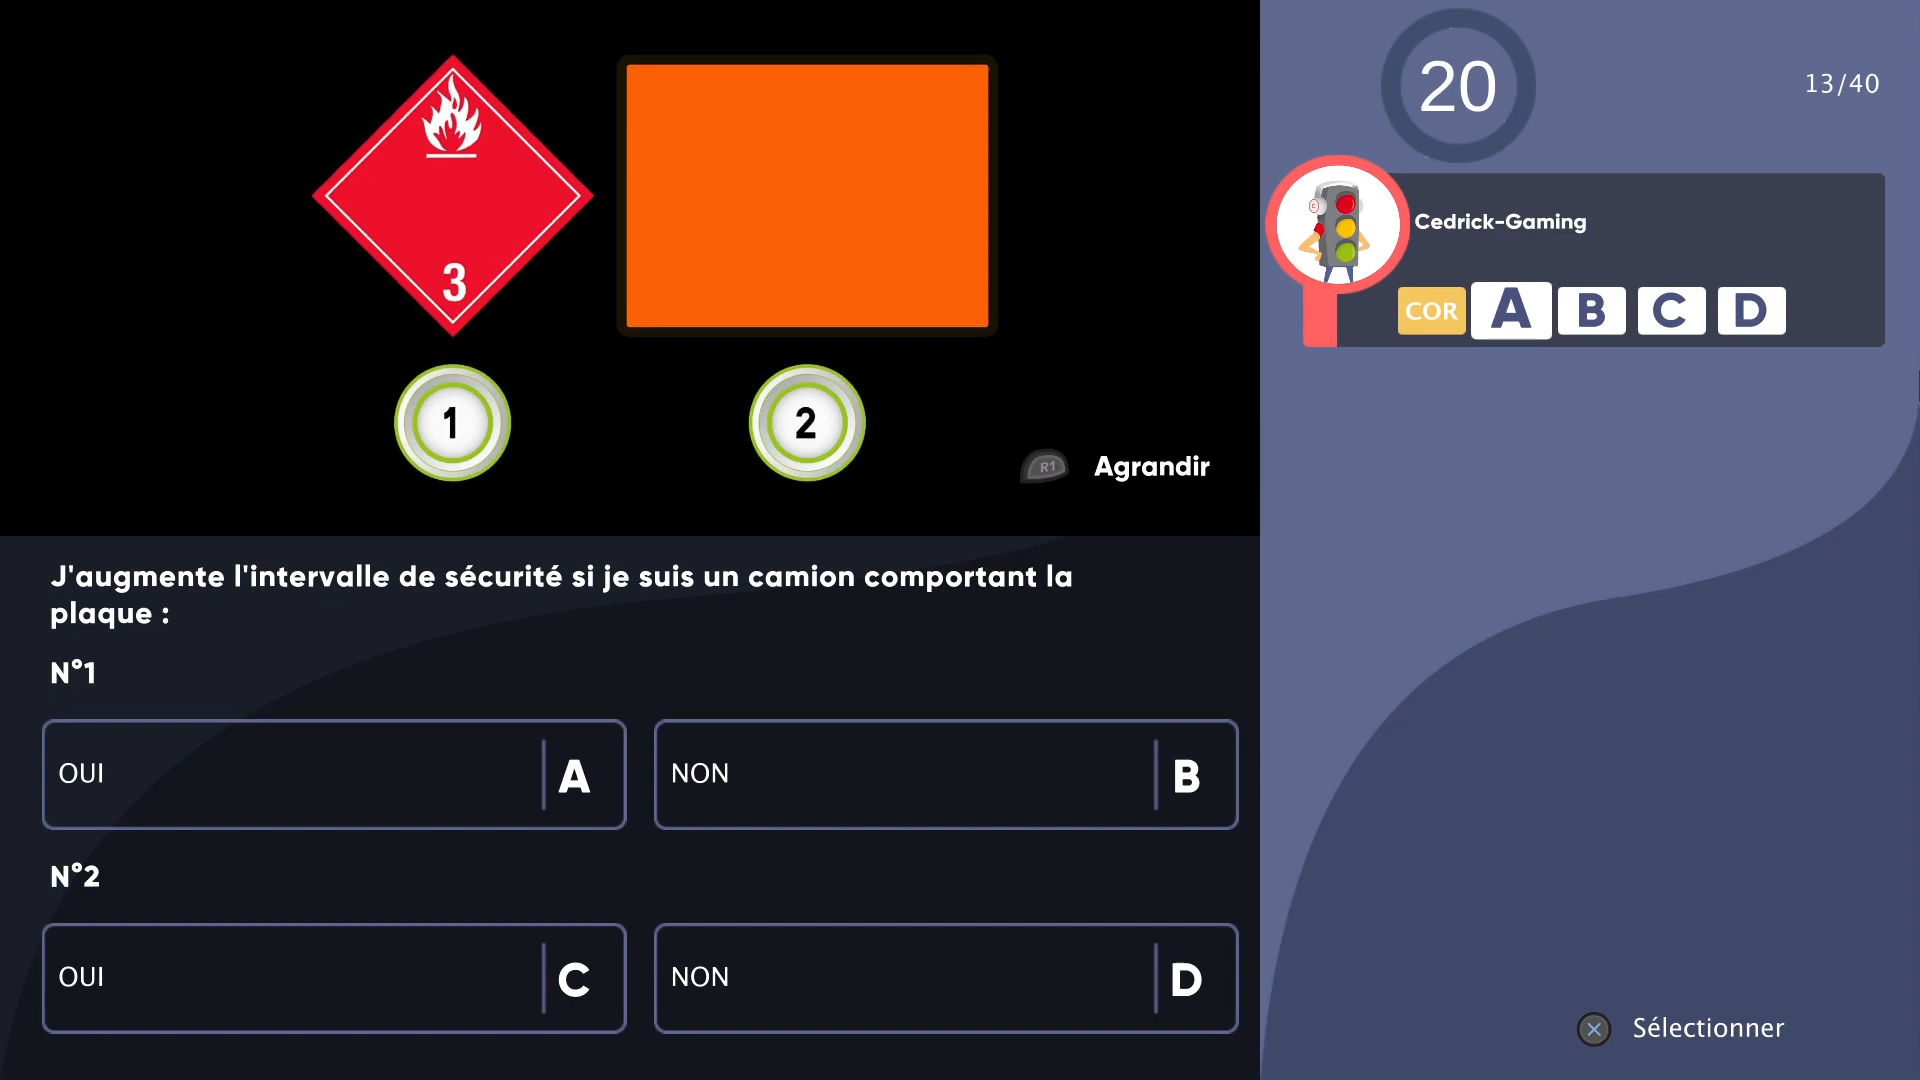 3
1
2
R1 Agrandir
20
13/40
Cedrick-Gaming
COR A B C D
J'augmente l'intervalle de sécurité si je suis un camion comportant la
plaque :
N°1
OUI A
NON B
N°2
OUI C
NON D
Sélectionner